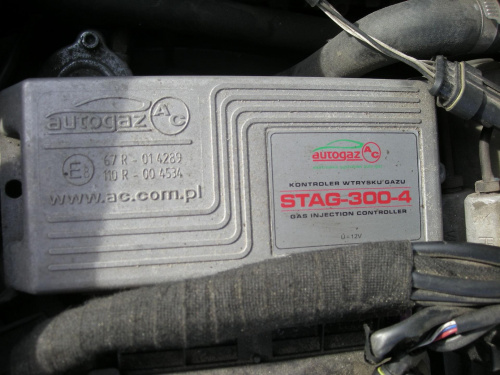 autogaz AC
67 R - 01 4289
E8
110 R - 00 4534
www.ac.com.pl
autogaz AC
KONTROLER WTRYSKU GAZU
STAG-300-4
GAS INJECTION CONTROLLER